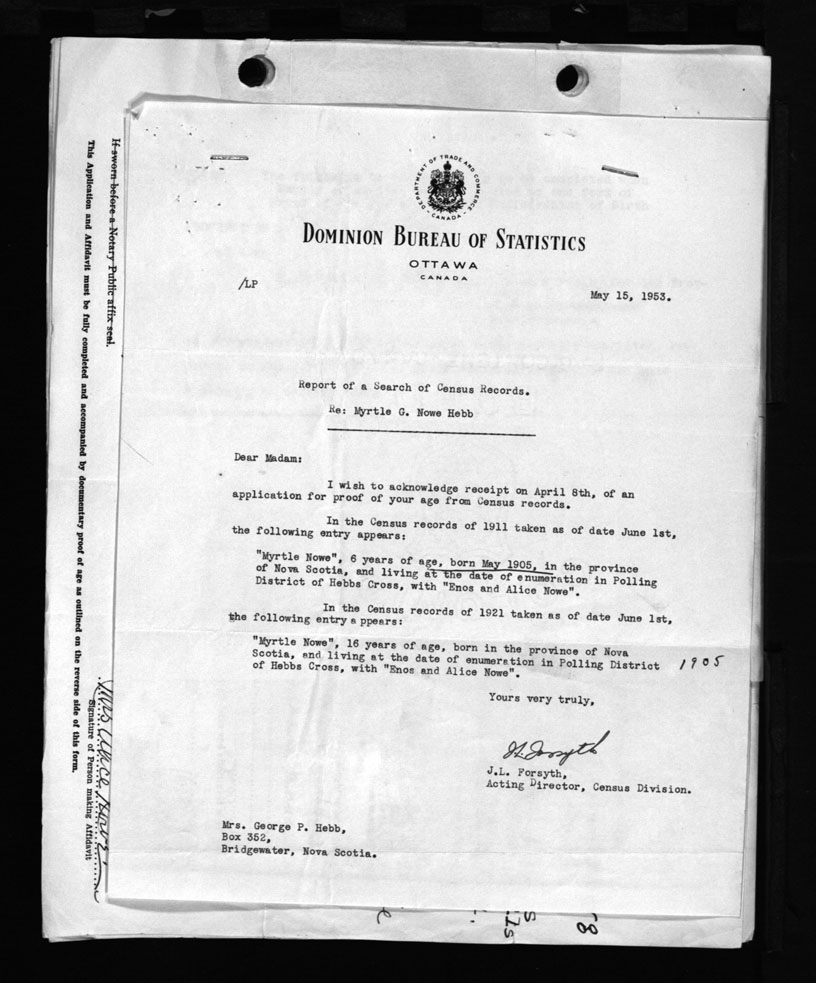 DEPARTMENT OF TRADE AND COMMERCE
CANADA
DOMINION BUREAU OF STATISTICS
OTTAWA
CANADA
/LP
May 15, 1953.
Report of a Search of Census Records.
Re: Myrtle G. Nowe Hebb
Dear Madam:
I wish to acknowledge receipt on April 8th, of an
application for proof of your age from Census records.
In the Census records of 1911 taken as of date June 1st,
the following entry appears:
"Myrtle Nowe", 6 years of age, born May 1905, in the province
of Nova Scotia, and living at the date of enumeration in Polling
District of Hebbs Cross, with "Enos and Alice Nowe".
In the Census records of 1921 taken as of date June 1st,
the following entry appears:
"Myrtle Nowe", 16 years of age, born in the province of Nova
Scotia, and living at the date of enumeration in Polling District
of Hebbs Cross, with "Enos and Alice Nowe".
1905
Yours very truly,
J.L. Forsyth
J.L. Forsyth,
Acting Director, Census Division.
Mrs. George P. Hebb,
Box 352,
Bridgewater, Nova Scotia.
If sworn before a Notary Public affix seal.
This Application and Affidavit must be fully completed and accompanied by documentary proof of age as outlined on the reverse side of this form.
Signature of Person making Affidavit